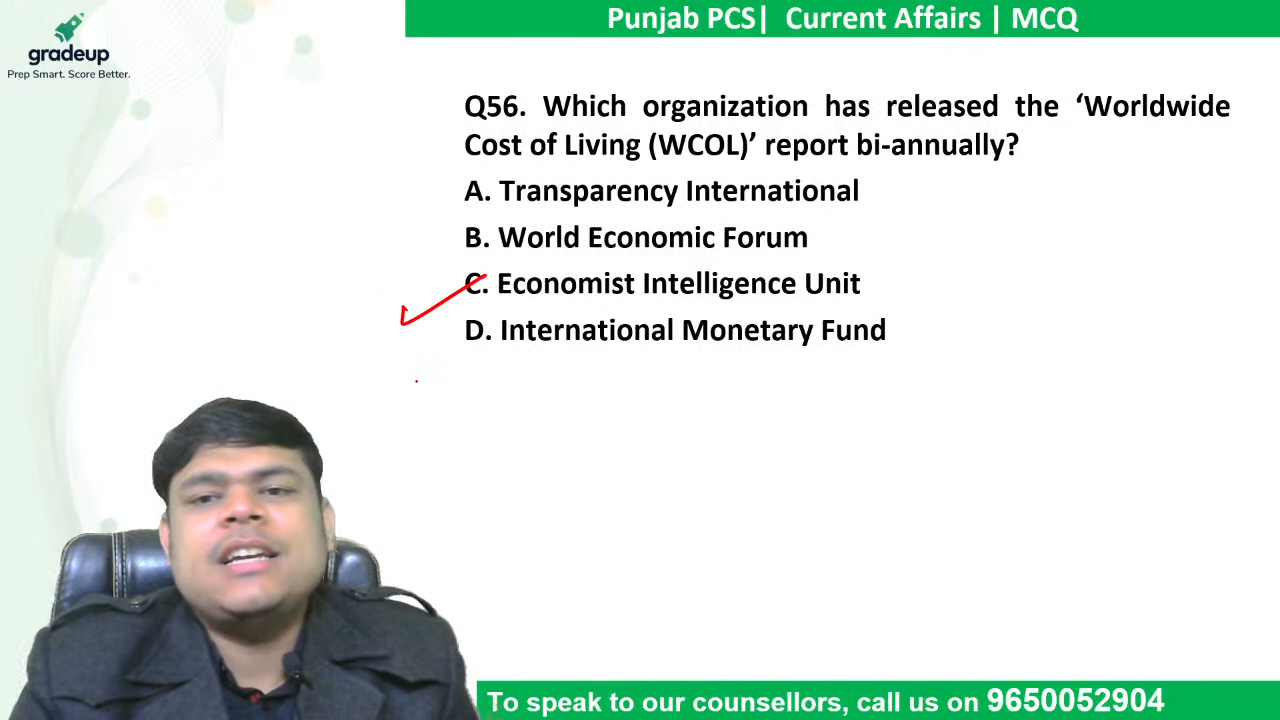 Punjab PCS| Current Affairs | MCQ
gradeup
Prep Smart. Score Better.
Q56. Which organization has released the ‘Worldwide
Cost of Living (WCOL)’ report bi-annually?
A. Transparency International
B. World Economic Forum
C. Economist Intelligence Unit
D. International Monetary Fund
To speak to our counsellors, call us on 9650052904